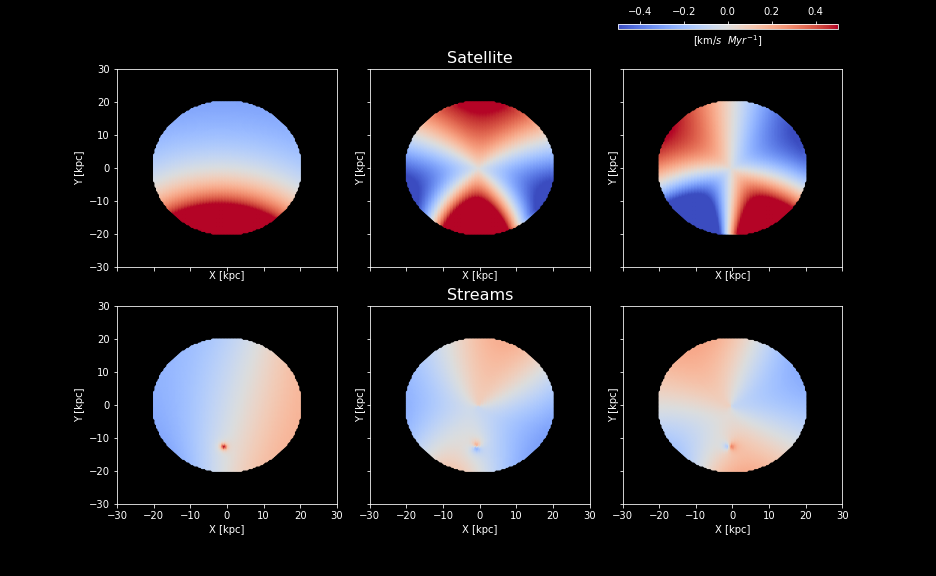 −0.4 −0.2 0.0 0.2 0.4
[km/s Myr⁻¹]
Satellite
30
20
10
0
−10
−20
−30
Y [kpc]
Y [kpc]
Y [kpc]
X [kpc]
X [kpc]
X [kpc]
Streams
30
20
10
0
−10
−20
−30
Y [kpc]
Y [kpc]
Y [kpc]
−30 −20 −10 0 10 20 30
−30 −20 −10 0 10 20 30
−30 −20 −10 0 10 20 30
X [kpc]
X [kpc]
X [kpc]